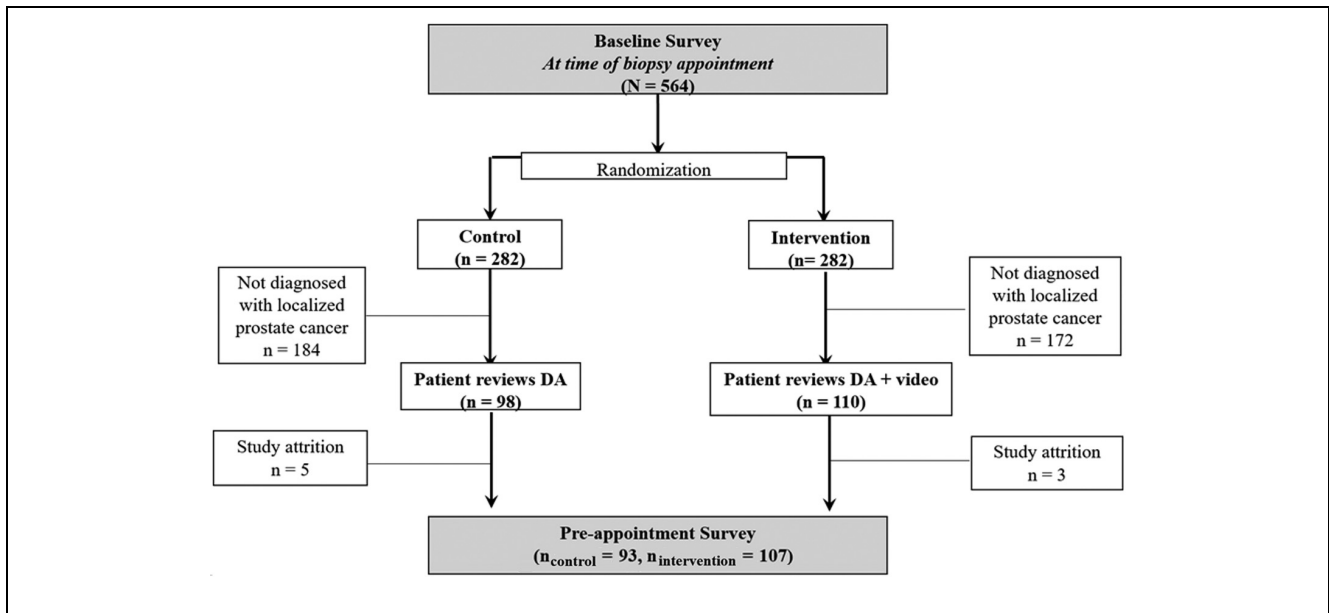 Baseline Survey
At time of biopsy appointment
(N = 564)
Randomization
Control
(n = 282)
Intervention
(n= 282)
Not diagnosed
with localized
prostate cancer
n = 184
Not diagnosed
with localized
prostate cancer
n = 172
Patient reviews DA
(n = 98)
Patient reviews DA + video
(n = 110)
Study attrition
n = 5
Study attrition
n = 3
Pre-appointment Survey
(ncontrol = 93, nintervention = 107)